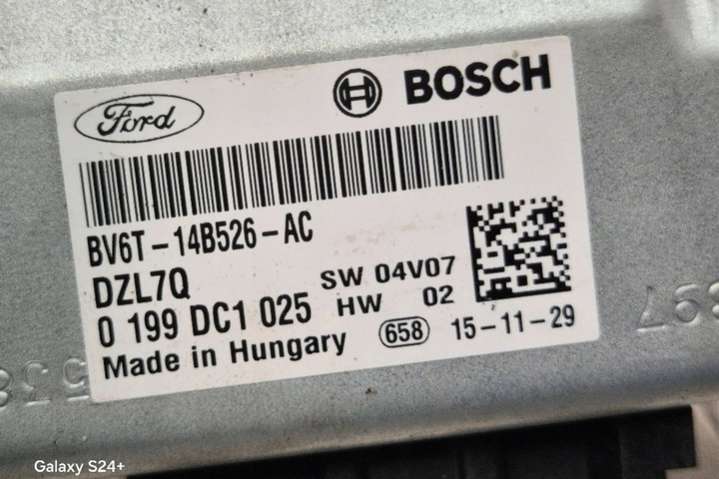 Ford
BOSCH
BV6T-14B526-AC
DZL7Q
SW 04V07
0 199 DC1 025
HW 02
Made in Hungary
658
15-11-29
Galaxy S24+